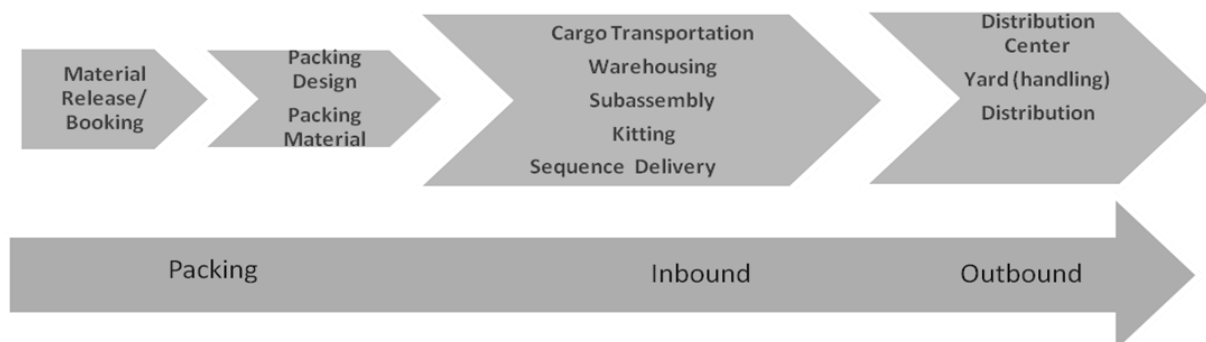 Material
Release/
Booking
Packing
Design
Packing
Material
Cargo Transportation
Warehousing
Subassembly
Kitting
Sequence Delivery
Distribution
Center
Yard (handling)
Distribution
Packing
Inbound
Outbound